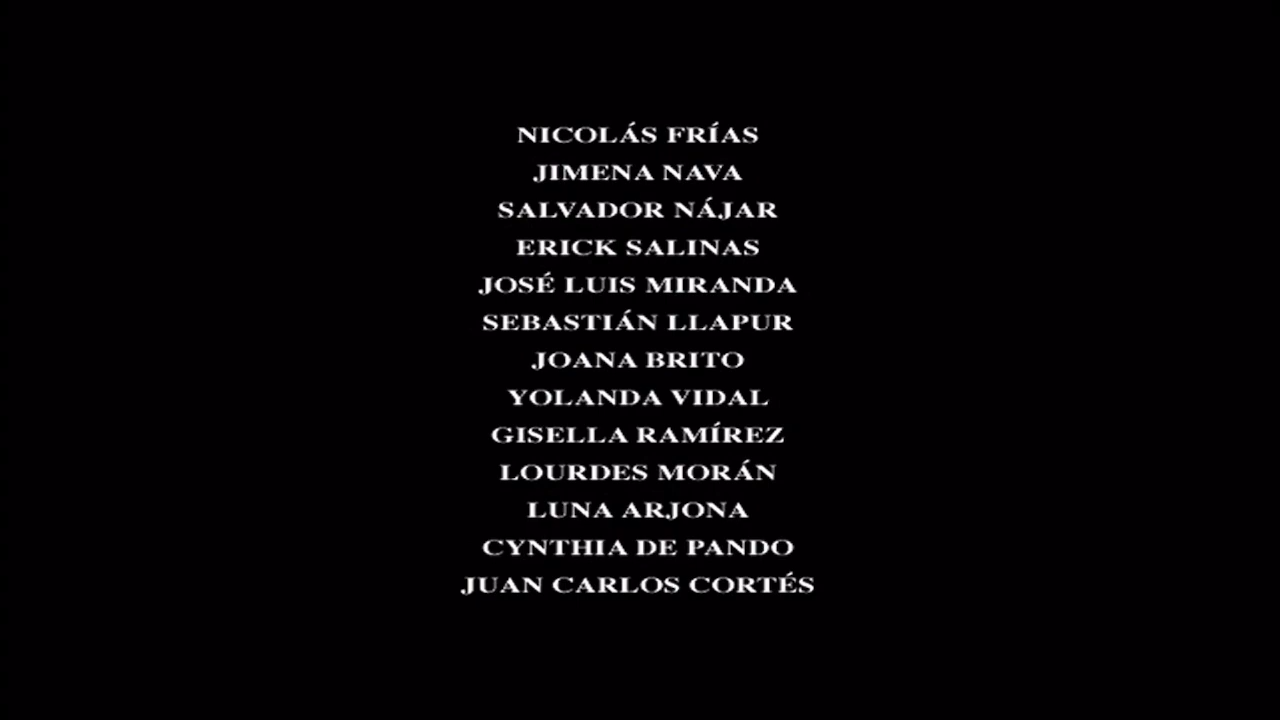 NICOLÁS FRÍAS
JIMENA NAVA
SALVADOR NÁJAR
ERICK SALINAS
JOSÉ LUIS MIRANDA
SEBASTIÁN LLAPUR
JOANA BRITO
YOLANDA VIDAL
GISELLA RAMÍREZ
LOURDES MORÁN
LUNA ARJONA
CYNTHIA DE PANDO
JUAN CARLOS CORTÉS